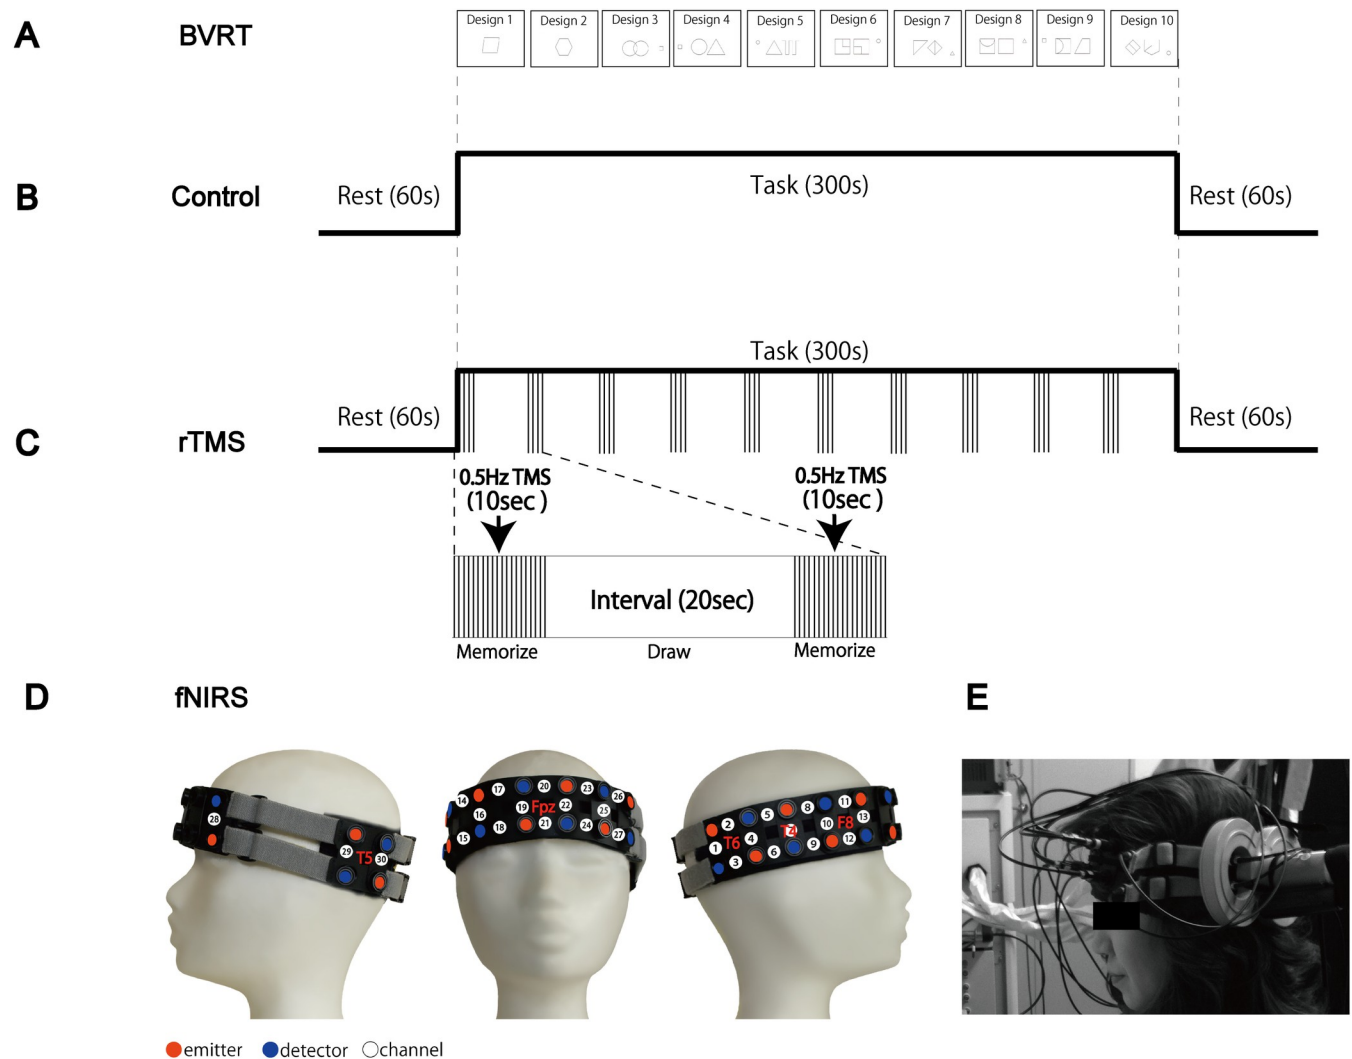 A
BVRT
Design 1
Design 2
Design 3
Design 4
Design 5
Design 6
Design 7
Design 8
Design 9
Design 10
B
Control
Rest (60s)
Task (300s)
Rest (60s)
C
rTMS
Rest (60s)
Task (300s)
Rest (60s)
0.5Hz TMS
(10sec )
0.5Hz TMS
(10sec )
Interval (20sec)
Memorize
Draw
Memorize
D
fNIRS
E
28
29
T5
30
14
17
20
23
26
16
19
Fpz
22
25
15
18
21
24
27
2
5
8
11
1
T6
4
T4
10
F8
13
3
6
9
12
emitter
detector
channel